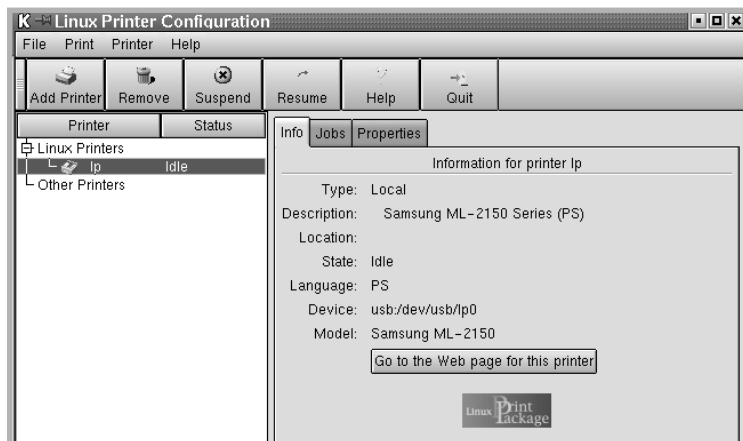 Linux Printer Configuration
File Print Printer Help
Add Printer Remove Suspend Resume Help Quit
Printer Status
Linux Printers
lp Idle
Other Printers
Info Jobs Properties
Information for printer lp
Type: Local
Description: Samsung ML-2150 Series (PS)
Location:
State: Idle
Language: PS
Device: usb:/dev/usb/lp0
Model: Samsung ML-2150
Go to the Web page for this printer
Linux Print Package